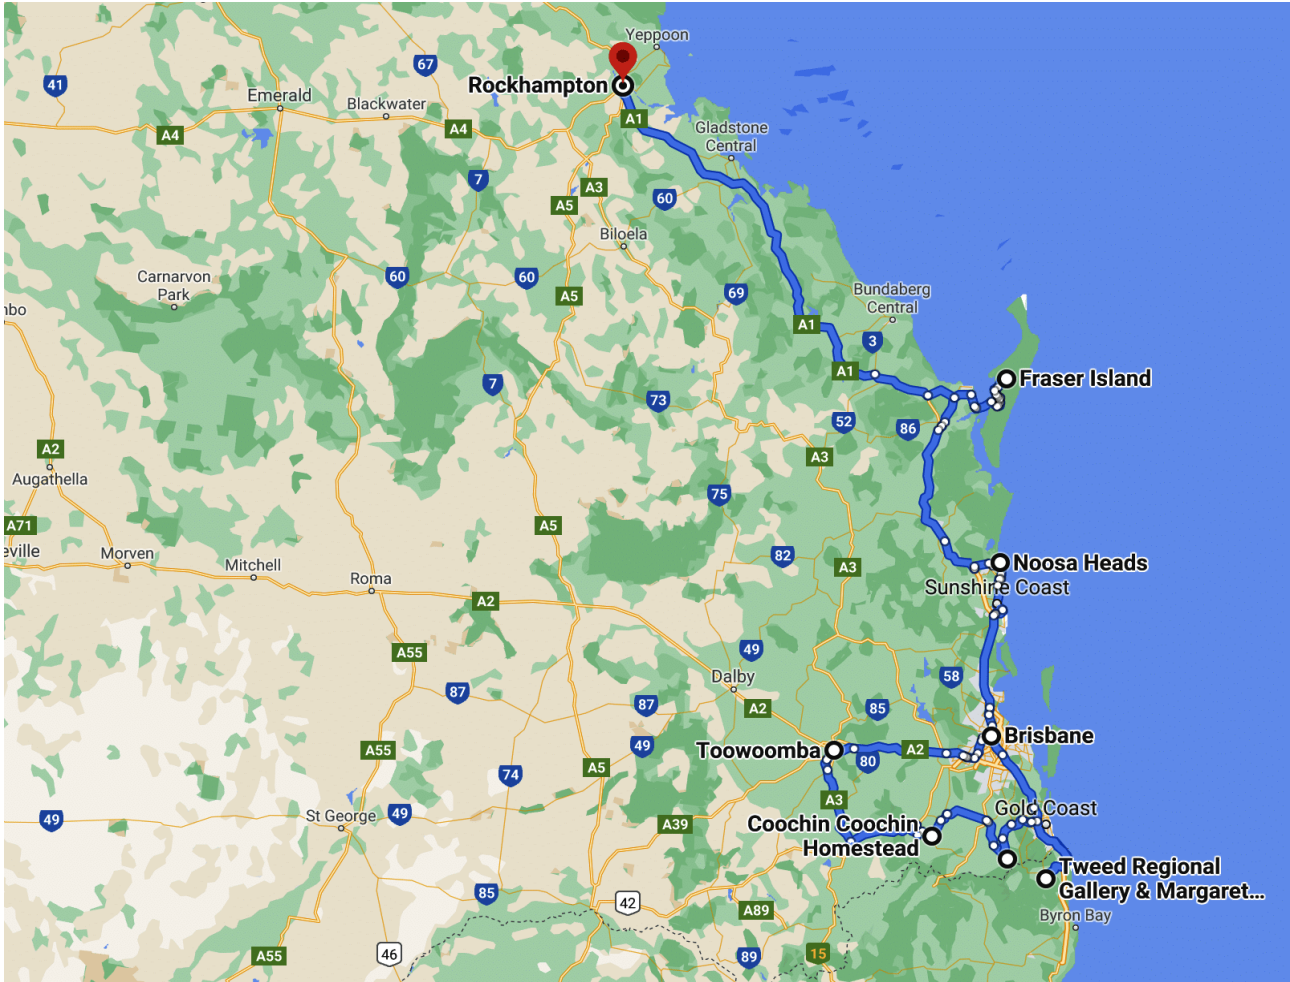 Yeppoon
41
67
Rockhampton
Emerald
Blackwater
A1
A4
A4
Gladstone
Central
7
A3
A5
60
Biloela
Carnarvon
Park
60
60
A5
69
Bundaberg
Central
nbo
A1
3
A1
Fraser Island
7
73
52
86
A2
A3
Augathella
75
A71
A5
eville
Morven
Mitchell
82
A3
Noosa Heads
Sunshine Coast
Roma
A2
A55
49
58
Dalby
87
87
A2
85
Brisbane
A55
49
Toowoomba
A2
80
74
A5
A3
49
St George
49
A39
Gold Coast
Coochin Coochin
Homestead
Tweed Regional
Gallery & Margaret...
85
42
A89
Byron Bay
A55
46
89
15